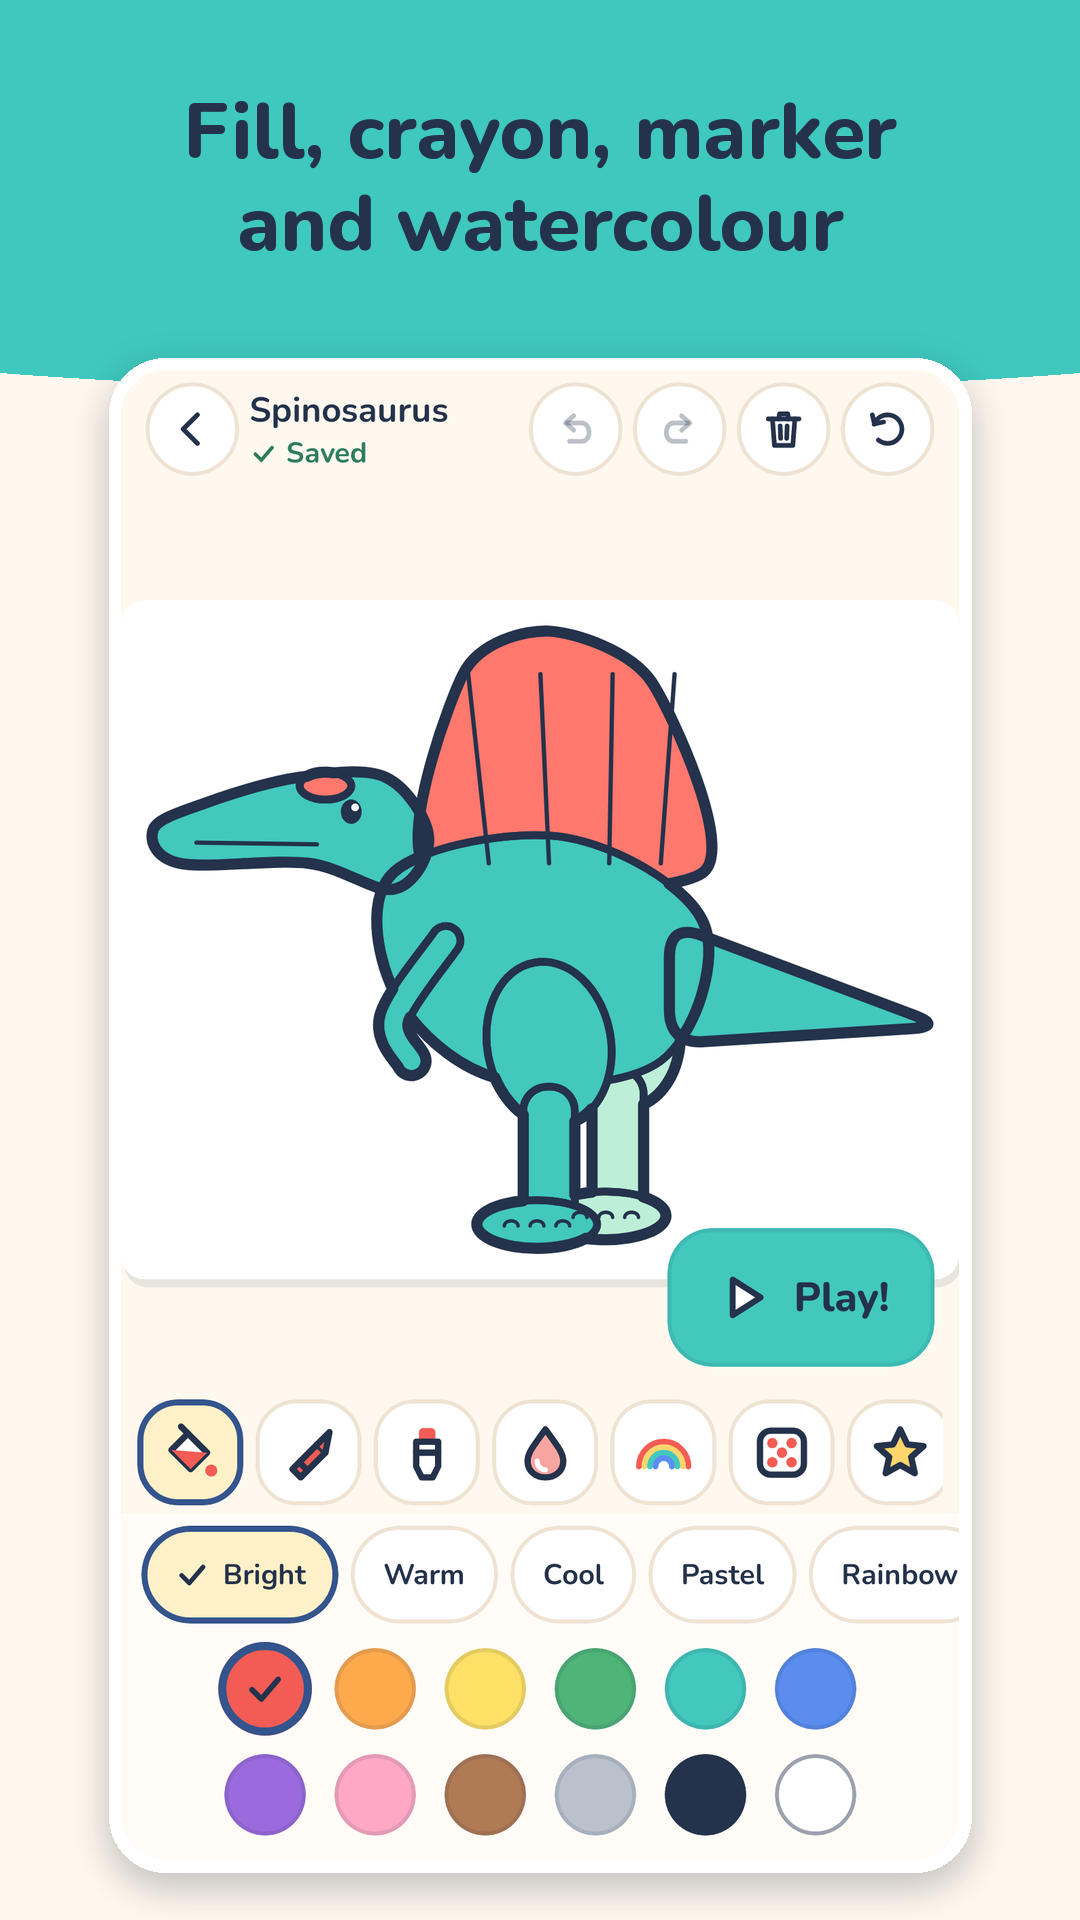 Fill, crayon, marker
and watercolour
Spinosaurus
Saved
Play!
Bright
Warm
Cool
Pastel
Rainbow